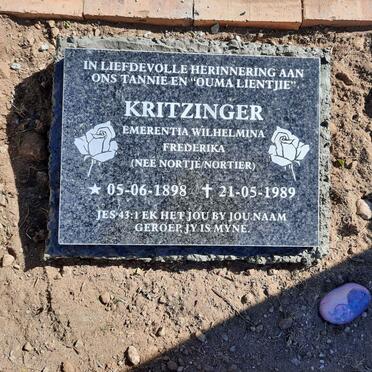 IN LIEFDEVOLLE HERINNERING AAN
ONS TANNIE EN "OUMA LIENTJIE".
KRITZINGER
EMERENTIA WILHELMINA
FREDERIKA
(NEE NORTJE/NORTIER)
★ 05-06-1898 ✝ 21-05-1989
JES 43:1 EK HET JOU BY JOU NAAM
GEROEP, JY IS MYNE.